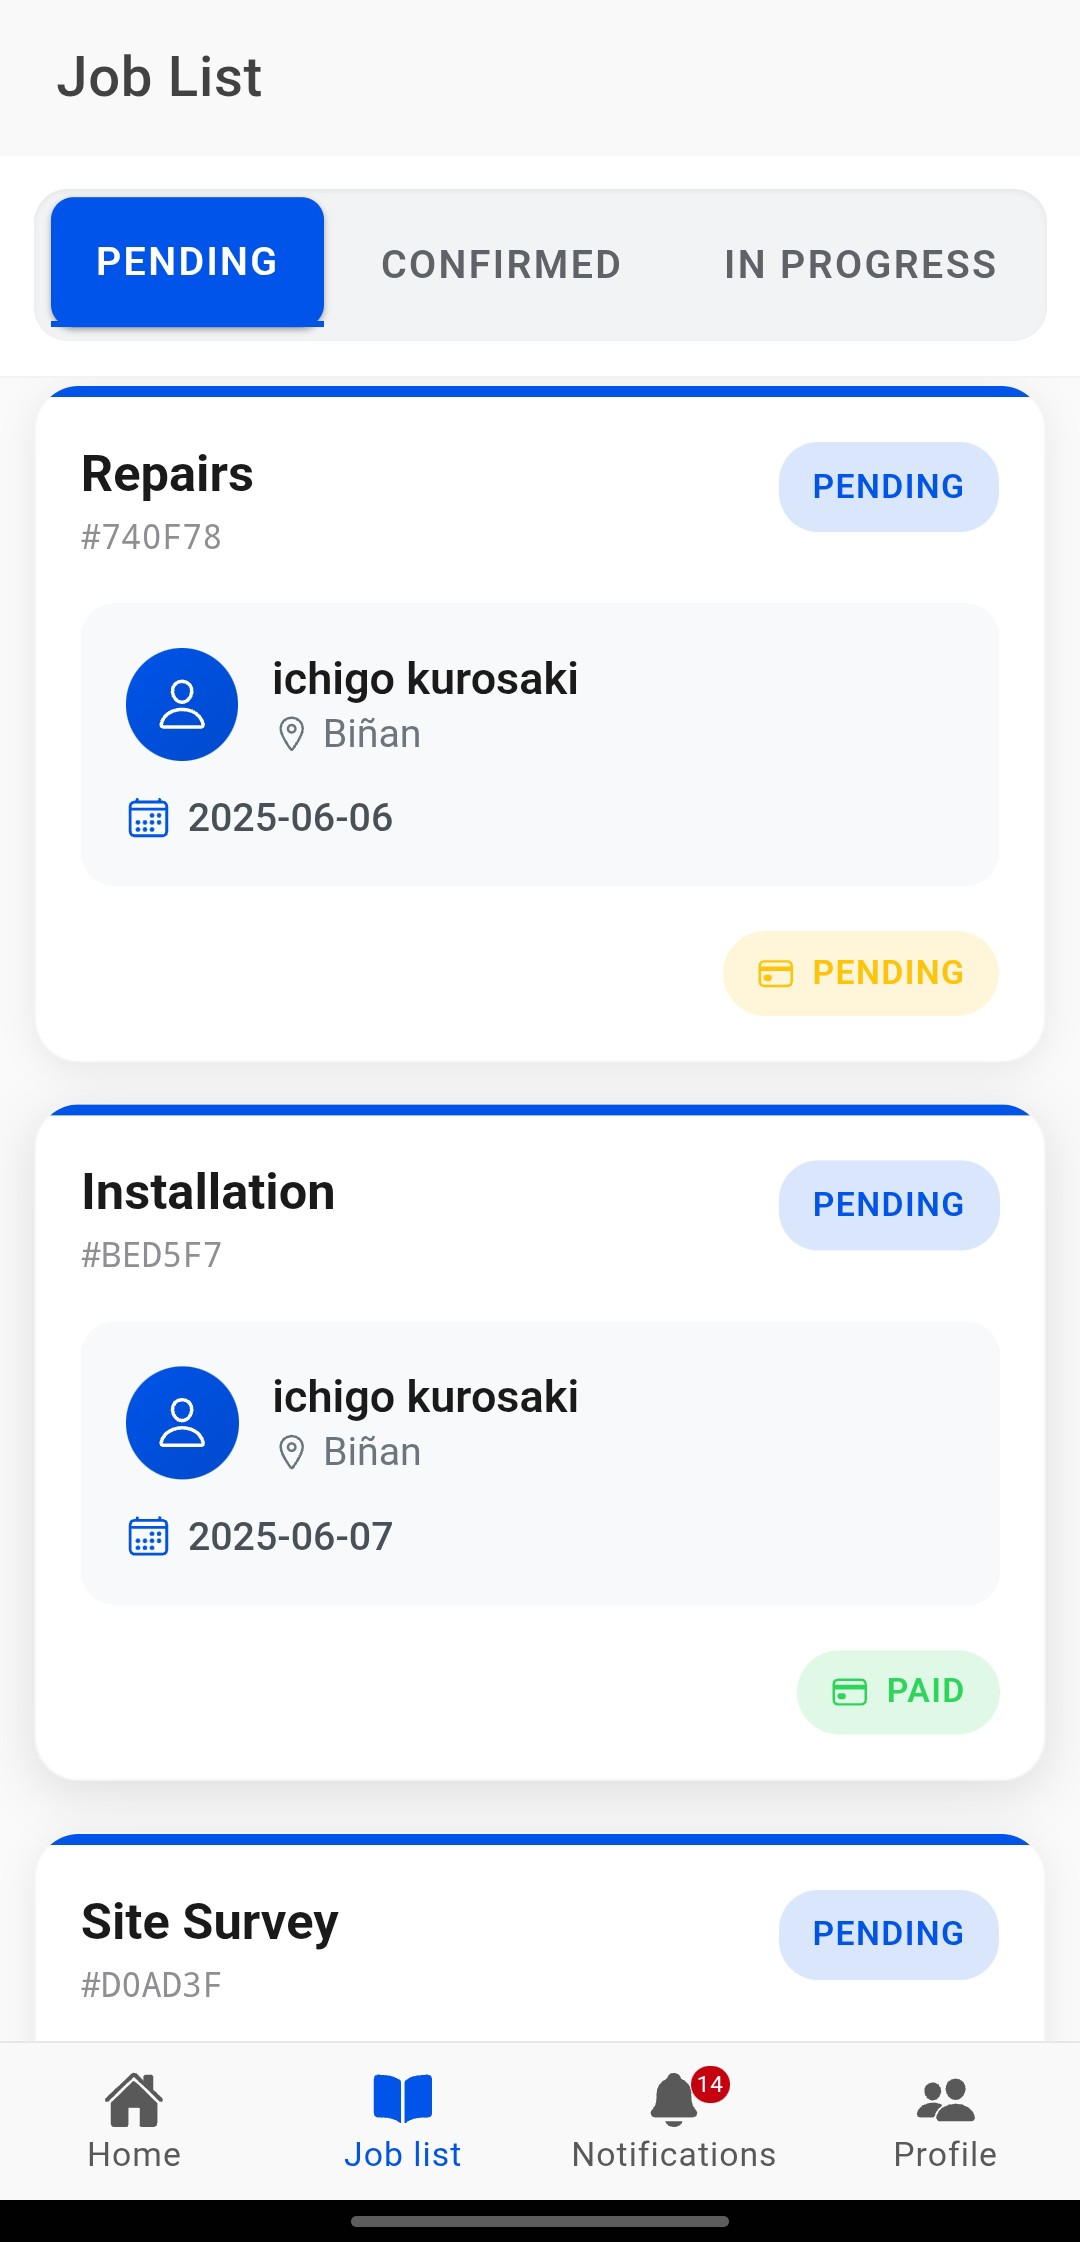 Job List
PENDING CONFIRMED IN PROGRESS
Repairs PENDING
#740F78
ichigo kurosaki
Biñan
2025-06-06
PENDING
Installation PENDING
#BED5F7
ichigo kurosaki
Biñan
2025-06-07
PAID
Site Survey PENDING
#D0AD3F
14
Home Job list Notifications Profile